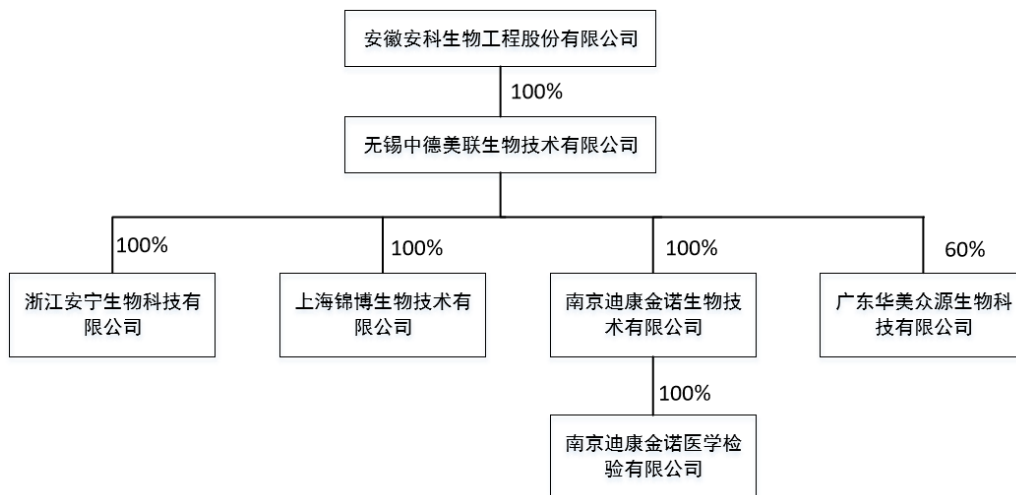 安徽安科生物工程股份有限公司
100%
无锡中德美联生物技术有限公司
100%
100%
100%
60%
浙江安宁生物科技有
限公司
上海锦博生物技术有
限公司
南京迪康金诺生物技
术有限公司
广东华美众源生物科
技有限公司
100%
南京迪康金诺医学检
验有限公司